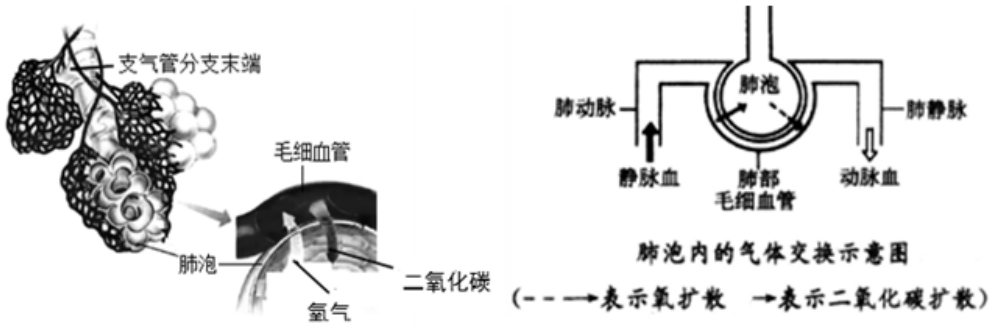 支气管分支末端
毛细血管
肺泡
二氧化碳
氢气
肺泡
肺动脉
肺静脉
静脉血
肺部
毛细血管
动脉血
肺泡内的气体交换示意图
(---→表示氧扩散 →表示二氧化碳扩散)